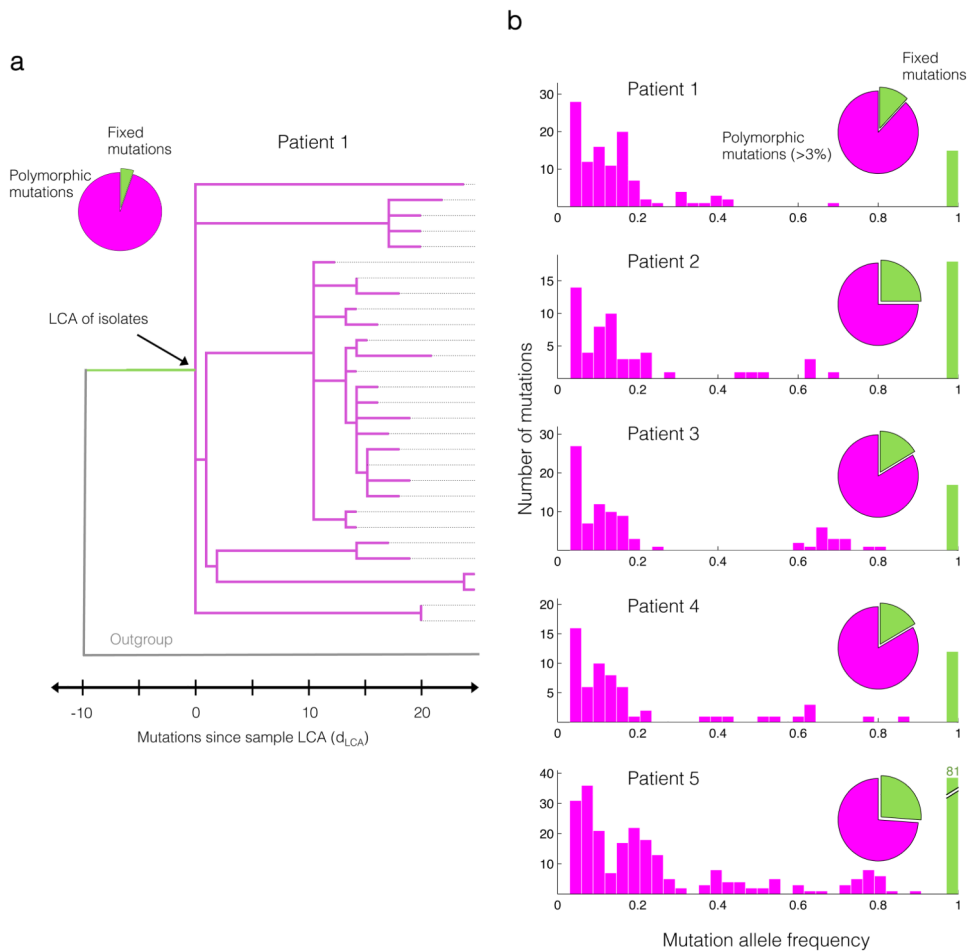 a
Patient 1
Fixed
mutations
Polymorphic
mutations
LCA of isolates
Outgroup
-10
0
10
20
Mutations since sample LCA (dLCA)
b
Number of mutations
Patient 1
Fixed
mutations
Polymorphic
mutations (>3%)
30
20
10
0
0.2
0.4
0.6
0.8
1
Patient 2
15
10
5
0
0.2
0.4
0.6
0.8
1
Patient 3
30
20
10
0
0.2
0.4
0.6
0.8
1
Patient 4
20
15
10
5
0
0.2
0.4
0.6
0.8
1
Patient 5
81
40
30
20
10
0
0.2
0.4
0.6
0.8
1
Mutation allele frequency